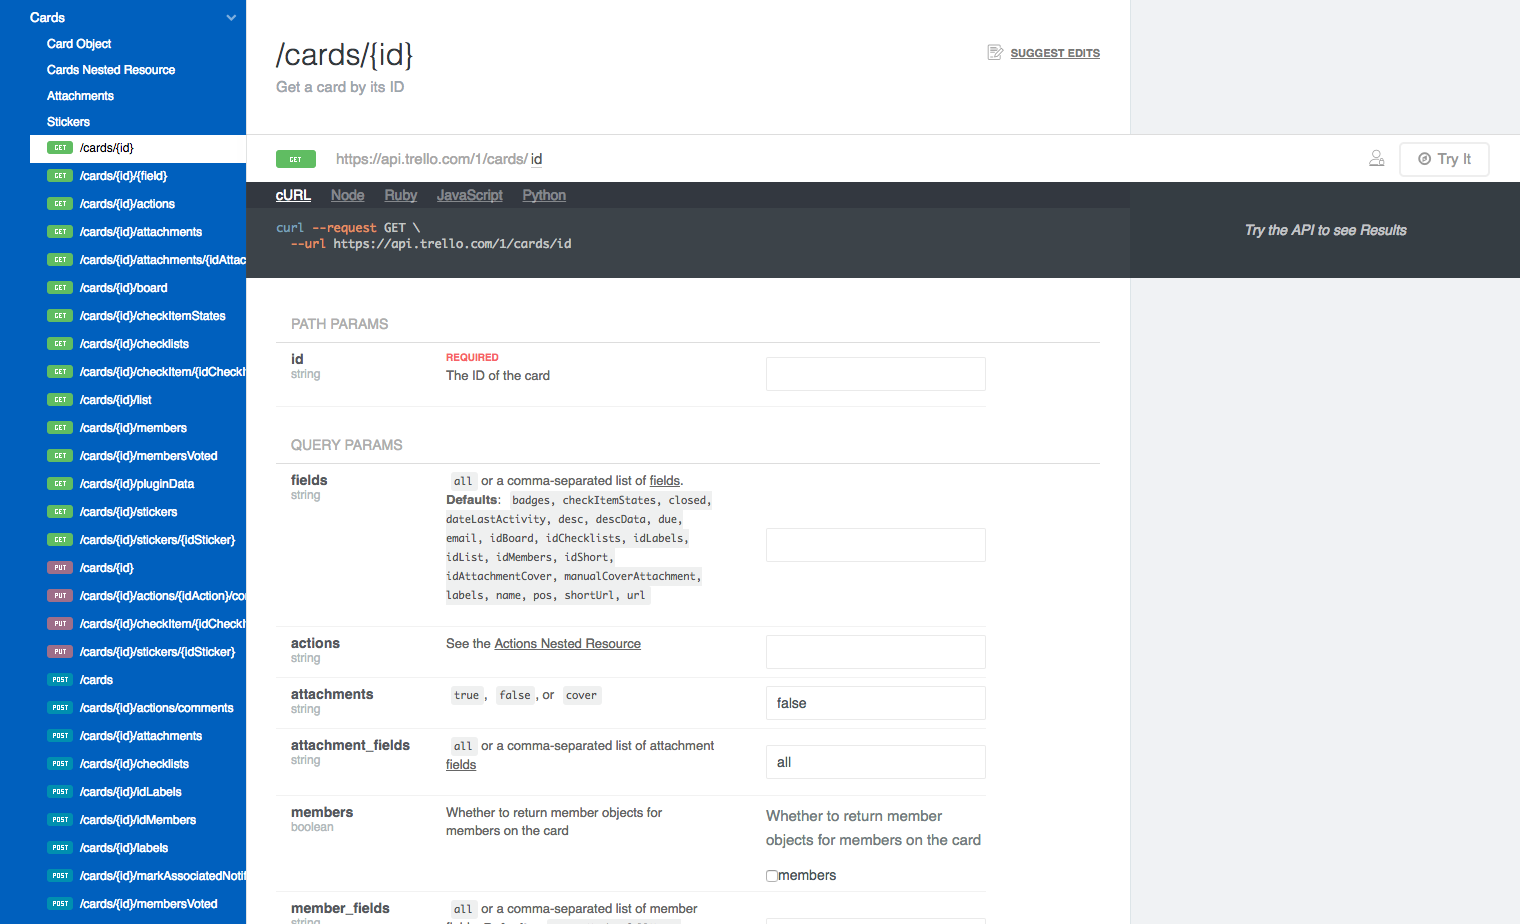 Cards
Card Object
Cards Nested Resource
Attachments
Stickers
GET /cards/{id}
GET /cards/{id}/{field}
GET /cards/{id}/actions
GET /cards/{id}/attachments
GET /cards/{id}/attachments/{idAttac
GET /cards/{id}/board
GET /cards/{id}/checkItemStates
GET /cards/{id}/checklists
GET /cards/{id}/checkItem/{idCheckI
GET /cards/{id}/list
GET /cards/{id}/members
GET /cards/{id}/membersVoted
GET /cards/{id}/pluginData
GET /cards/{id}/stickers
GET /cards/{id}/stickers/{idSticker}
PUT /cards/{id}
PUT /cards/{id}/actions/{idAction}/co
PUT /cards/{id}/checkItem/{idCheckI
PUT /cards/{id}/stickers/{idSticker}
POST /cards
POST /cards/{id}/actions/comments
POST /cards/{id}/attachments
POST /cards/{id}/checklists
POST /cards/{id}/idLabels
POST /cards/{id}/idMembers
POST /cards/{id}/labels
POST /cards/{id}/markAssociatedNotif
POST /cards/{id}/membersVoted
/cards/{id}
SUGGEST EDITS
Get a card by its ID
GET https://api.trello.com/1/cards/ id
Try It
cURL Node Ruby JavaScript Python
curl --request GET \
--url https://api.trello.com/1/cards/id
Try the API to see Results
PATH PARAMS
id
string
REQUIRED
The ID of the card
QUERY PARAMS
fields
string
all or a comma-separated list of fields.
Defaults: badges, checkItemStates, closed,
dateLastActivity, desc, descData, due,
email, idBoard, idChecklists, idLabels,
idList, idMembers, idShort,
idAttachmentCover, manualCoverAttachment,
labels, name, pos, shortUrl, url
actions
string
See the Actions Nested Resource
attachments
string
true, false, or cover
false
attachment_fields
string
all or a comma-separated list of attachment
fields
all
members
boolean
Whether to return member objects for
members on the card
Whether to return member
objects for members on the card
members
member_fields
string
all or a comma-separated list of member